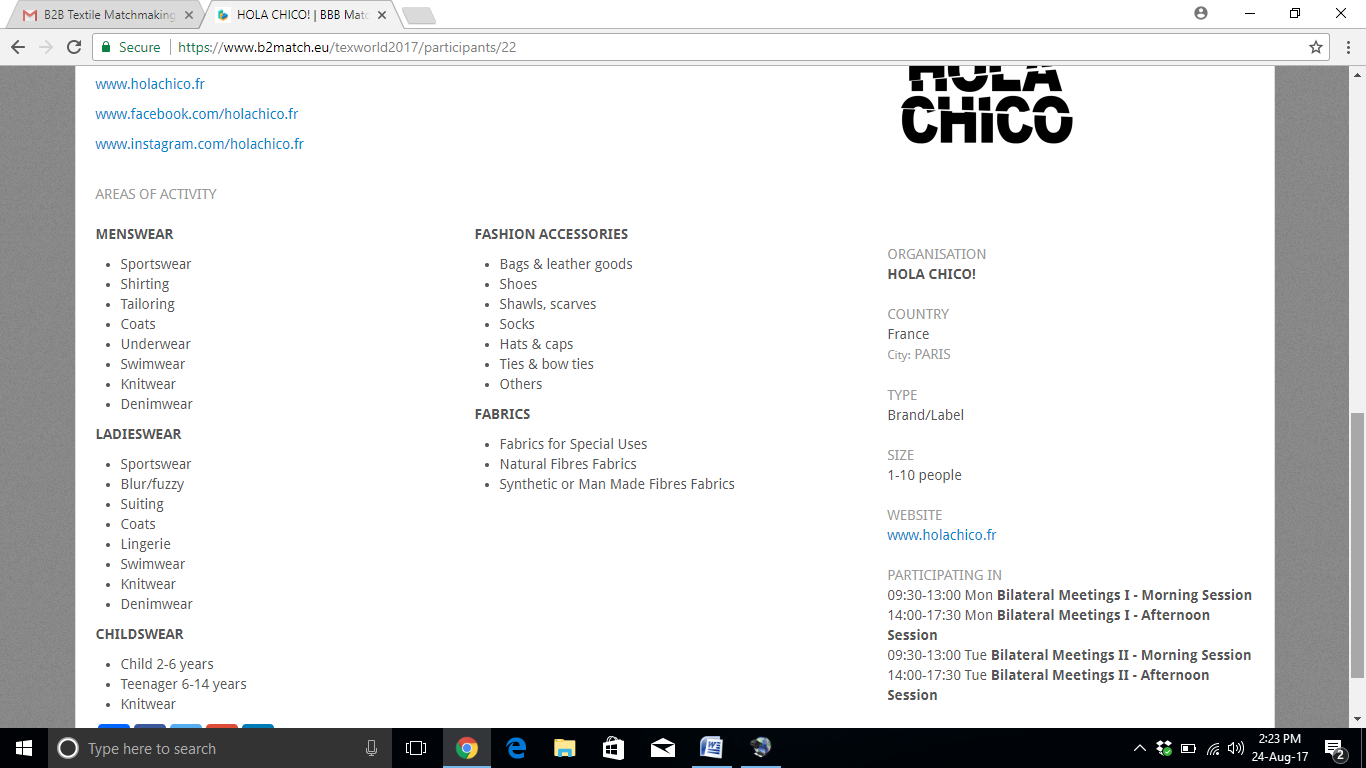 B2B Textile Matchmaking
HOLA CHICO! | BBB Matc
Secure
https://www.b2match.eu/texworld2017/participants/22
www.holachico.fr
www.facebook.com/holachico.fr
www.instagram.com/holachico.fr
HOLA
CHICO
AREAS OF ACTIVITY
MENSWEAR
Sportswear
Shirting
Tailoring
Coats
Underwear
Swimwear
Knitwear
Denimwear
LADIESWEAR
Sportswear
Blur/fuzzy
Suiting
Coats
Lingerie
Swimwear
Knitwear
Denimwear
CHILDSWEAR
Child 2-6 years
Teenager 6-14 years
Knitwear
FASHION ACCESSORIES
Bags & leather goods
Shoes
Shawls, scarves
Socks
Hats & caps
Ties & bow ties
Others
FABRICS
Fabrics for Special Uses
Natural Fibres Fabrics
Synthetic or Man Made Fibres Fabrics
ORGANISATION
HOLA CHICO!
COUNTRY
France
City: PARIS
TYPE
Brand/Label
SIZE
1-10 people
WEBSITE
www.holachico.fr
PARTICIPATING IN
09:30-13:00 Mon Bilateral Meetings I - Morning Session
14:00-17:30 Mon Bilateral Meetings I - Afternoon
Session
09:30-13:00 Tue Bilateral Meetings II - Morning Session
14:00-17:30 Tue Bilateral Meetings II - Afternoon
Session
Type here to search
2:23 PM
24-Aug-17
2